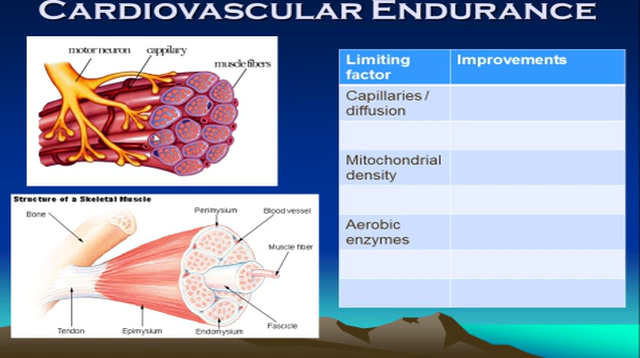 CARDIOVASCULAR ENDURANCE
motor neuron capillary
muscle fibers
Structure of a Skeletal Muscle
Bone
Perimysium
Blood vessel
Muscle fiber
Fascicle
Endomysium
Epimysium
Tendon
Limiting factor Improvements
Capillaries /
diffusion
Mitochondrial
density
Aerobic
enzymes